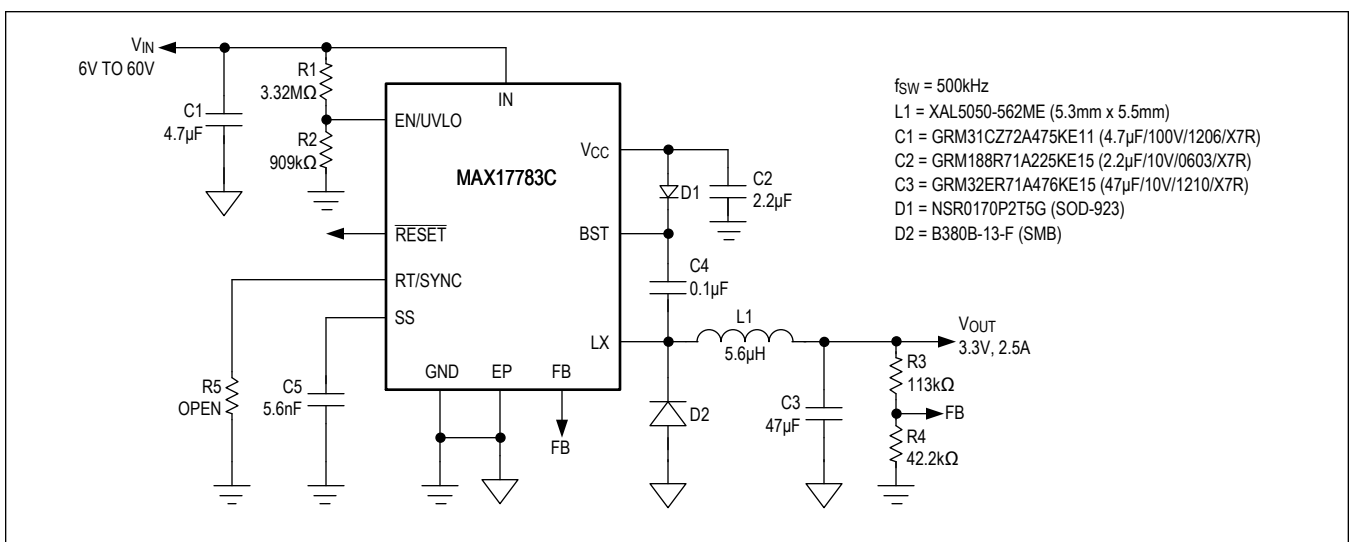 VIN
6V TO 60V
C1
4.7µF
R1
3.32MΩ
R2
909kΩ
IN
EN/UVLO
MAX17783C
VCC
D1
C2
2.2µF
RESET
BST
RT/SYNC
C4
0.1µF
SS
LX
L1
5.6µH
VOUT
3.3V, 2.5A
R5
OPEN
C5
5.6nF
GND
EP
FB
FB
D2
C3
47µF
R3
113kΩ
FB
R4
42.2kΩ
fSW = 500kHz
L1 = XAL5050-562ME (5.3mm x 5.5mm)
C1 = GRM31CZ72A475KE11 (4.7µF/100V/1206/X7R)
C2 = GRM188R71A225KE15 (2.2µF/10V/0603/X7R)
C3 = GRM32ER71A476KE15 (47µF/10V/1210/X7R)
D1 = NSR0170P2T5G (SOD-923)
D2 = B380B-13-F (SMB)